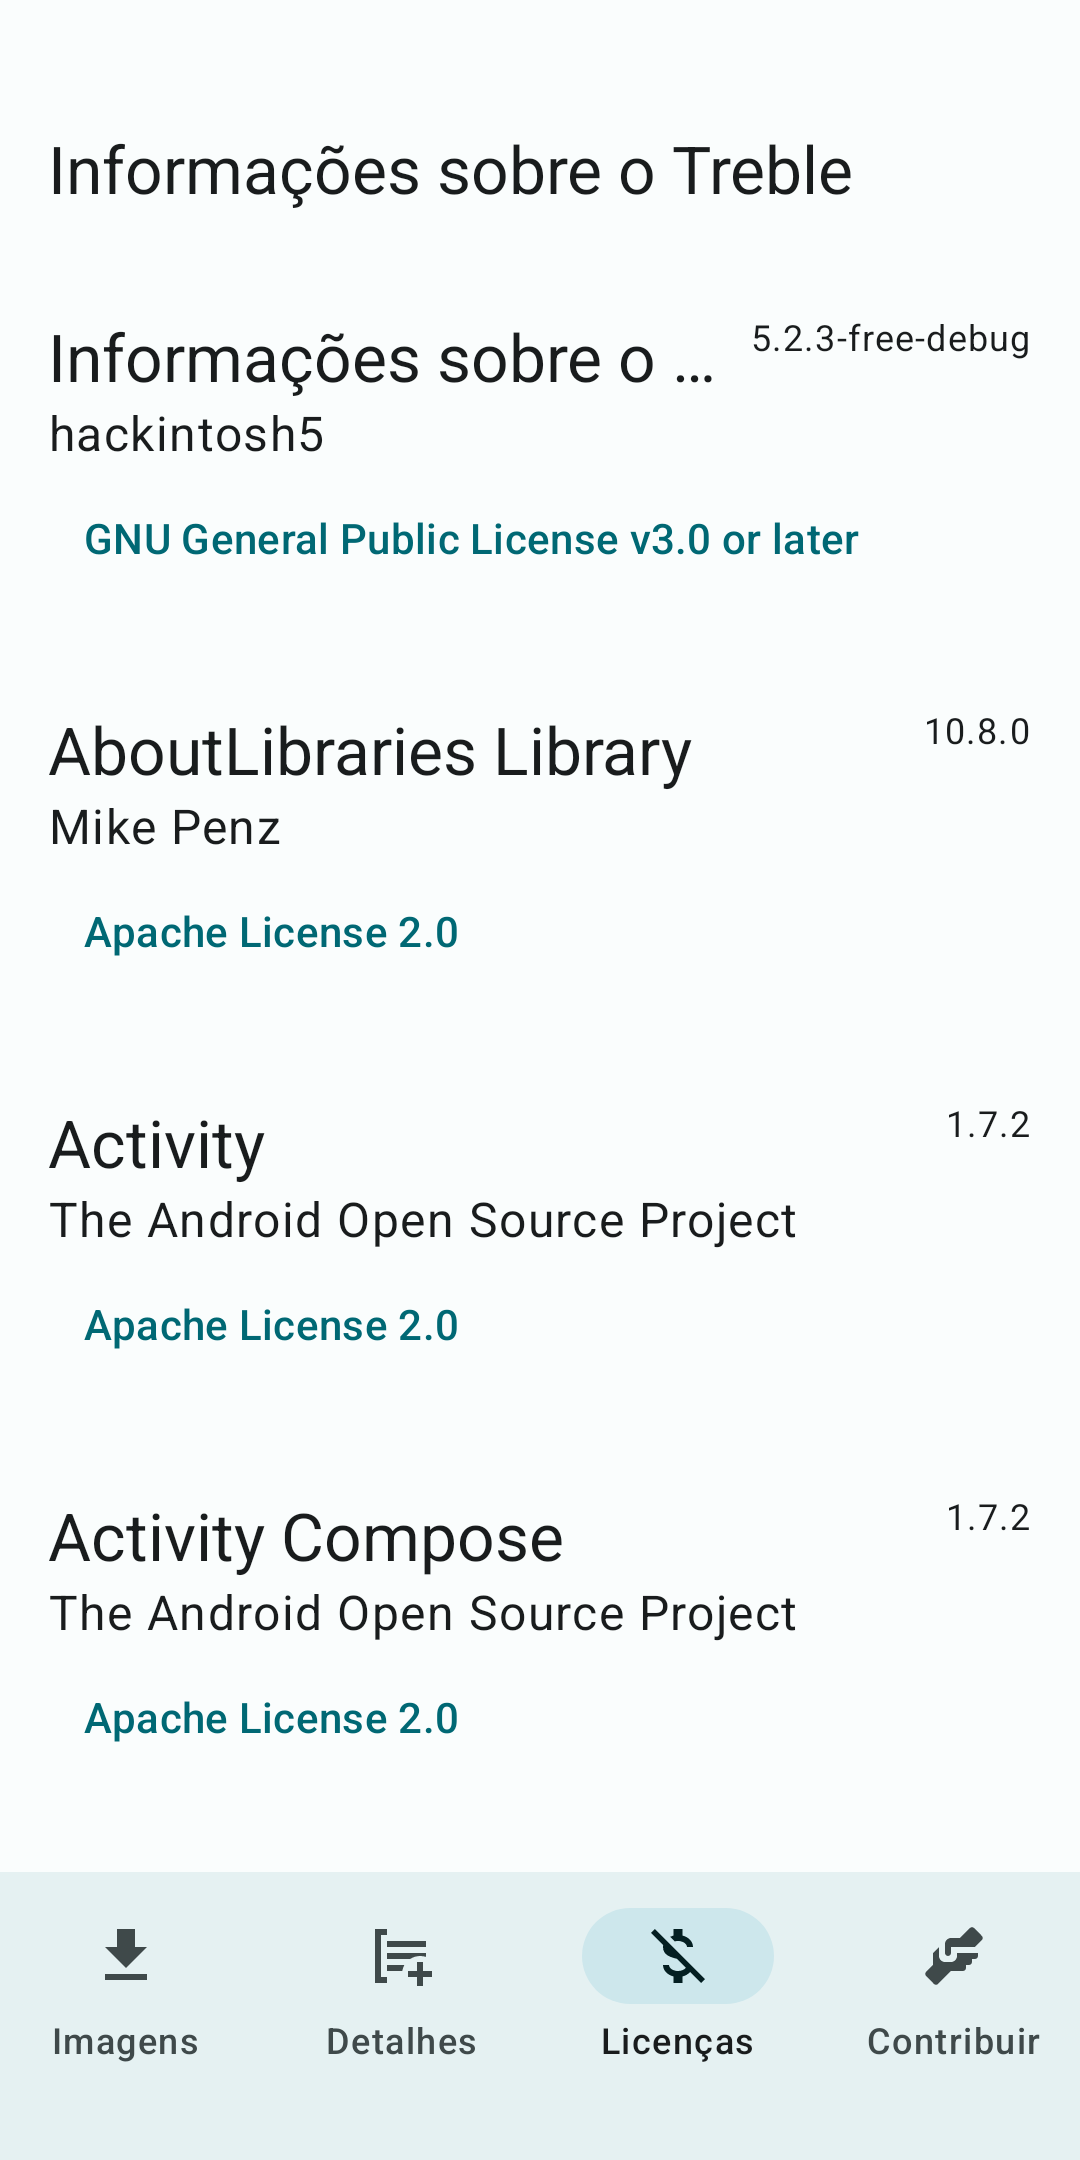 Informações sobre o Treble
Informações sobre o ...
5.2.3-free-debug
hackintosh5
GNU General Public License v3.0 or later
AboutLibraries Library
10.8.0
Mike Penz
Apache License 2.0
Activity
1.7.2
The Android Open Source Project
Apache License 2.0
Activity Compose
1.7.2
The Android Open Source Project
Apache License 2.0
Imagens
Detalhes
Licenças
Contribuir